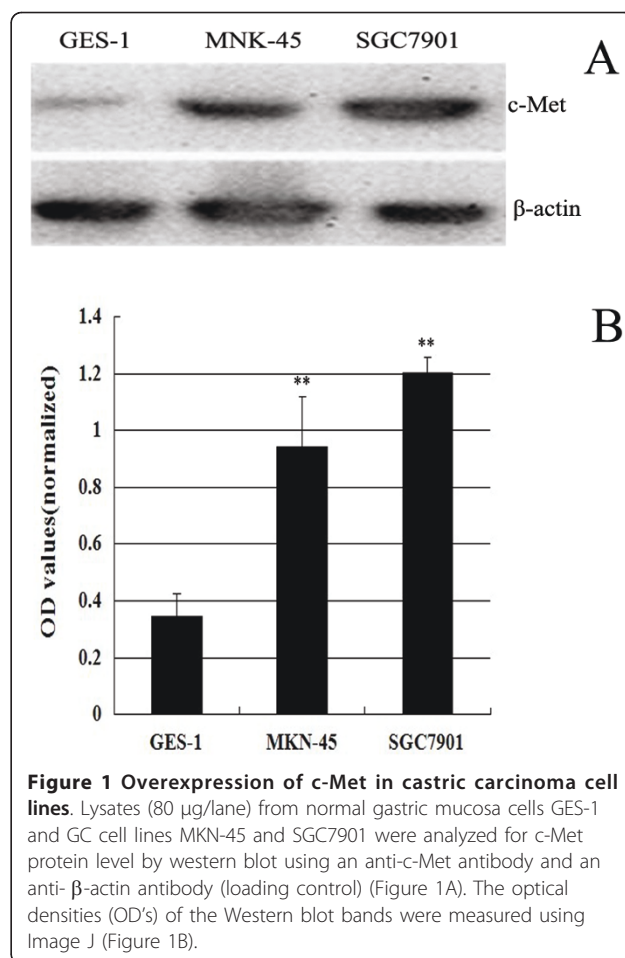 GES-1 MNK-45 SGC7901
A
c-Met
β-actin
B
1.4
1.2
1
0.8
0.6
0.4
0.2
0
OD values(normalized)
** **
GES-1 MKN-45 SGC7901
Figure 1 Overexpression of c-Met in castric carcinoma cell
lines. Lysates (80 μg/lane) from normal gastric mucosa cells GES-1
and GC cell lines MKN-45 and SGC7901 were analyzed for c-Met
protein level by western blot using an anti-c-Met antibody and an
anti- β-actin antibody (loading control) (Figure 1A). The optical
densities (OD's) of the Western blot bands were measured using
Image J (Figure 1B).